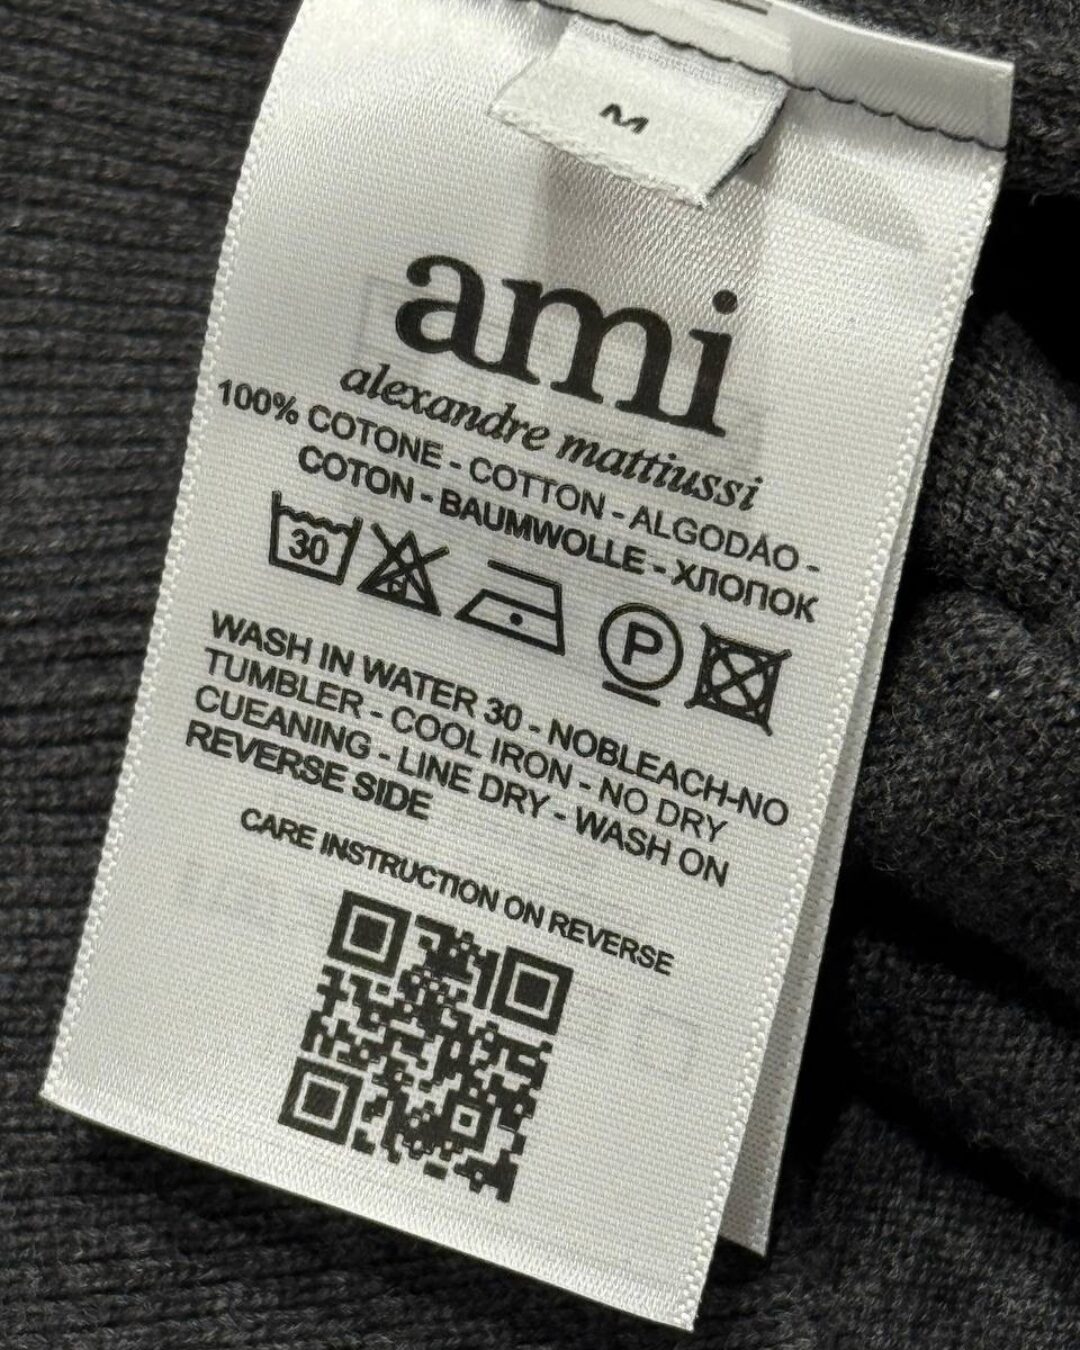 M
ami
alexandre mattiussi
100% COTONE - COTTON - ALGODÃO -
COTON - BAUMWOLLE - ХЛОПОК
30
P
WASH IN WATER 30 - NOBLEACH-NO
TUMBLER - COOL IRON - NO DRY
CUEANING - LINE DRY - WASH ON
REVERSE SIDE
CARE INSTRUCTION ON REVERSE